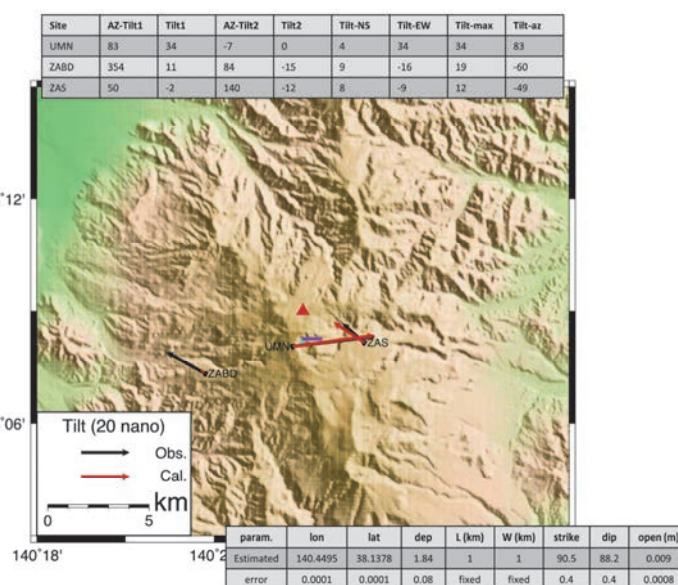 Site AZ-Tilt1 Tilt1 AZ-Tilt2 Tilt2 Tilt-NS Tilt-EW Tilt-max Tilt-az
UMN 83 34 -7 0 4 34 34 83
ZABD 354 11 84 -15 9 -16 19 -60
ZAS 50 -2 140 -12 8 -9 12 -49
°12'
UMN
ZAS
ZABD
°06'
Tilt (20 nano)
Obs.
Cal.
km
0 5
140°18'
param. lon lat dep L (km) W (km) strike dip open (m)
Estimated 140.4495 38.1378 1.84 1 1 90.5 88.2 0.009
error 0.0001 0.0001 0.08 fixed fixed 0.4 0.4 0.0008